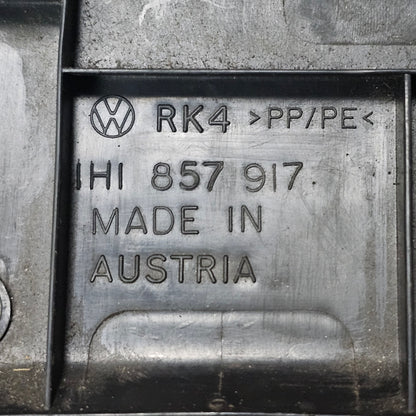 RK4 >PP/PE<
1H1 857 917
MADE IN
AUSTRIA